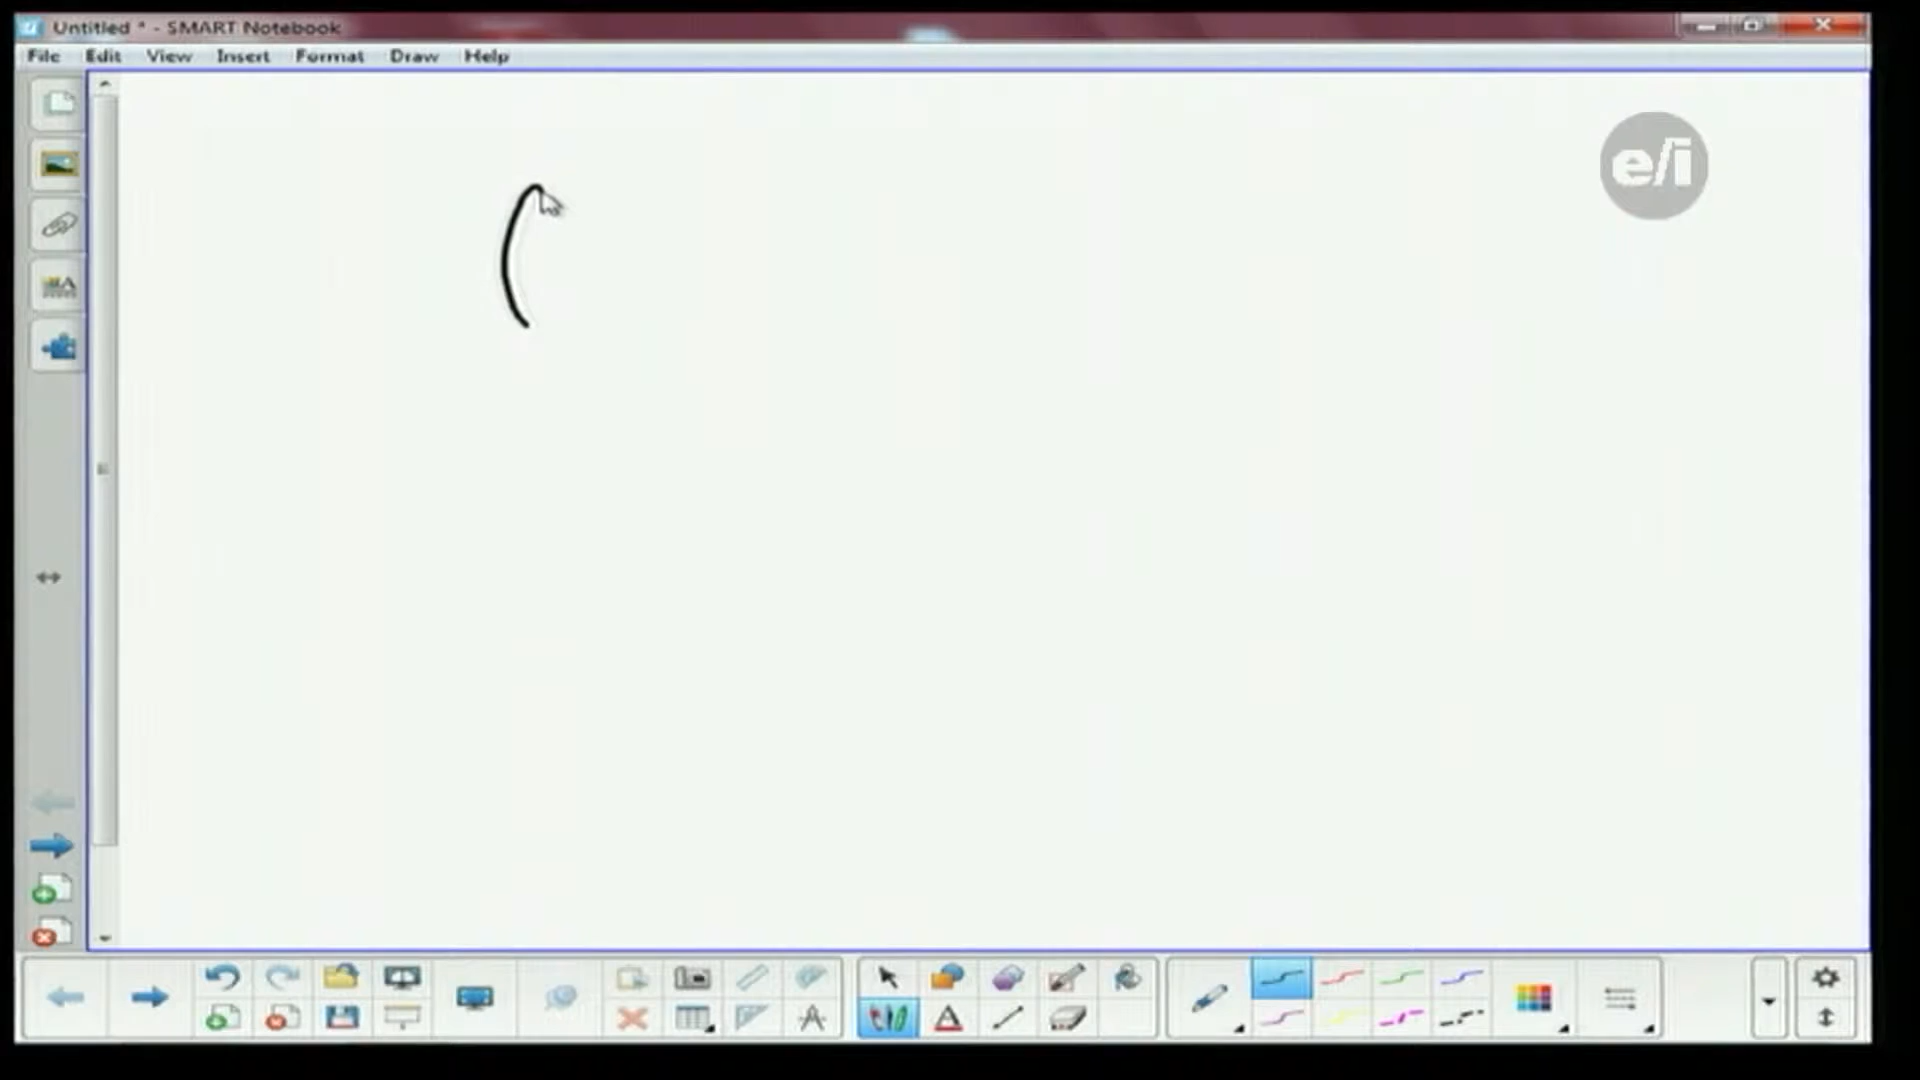 Untitled * - SMART Notebook
File Edit View Insert Format Draw Help
e/i
(